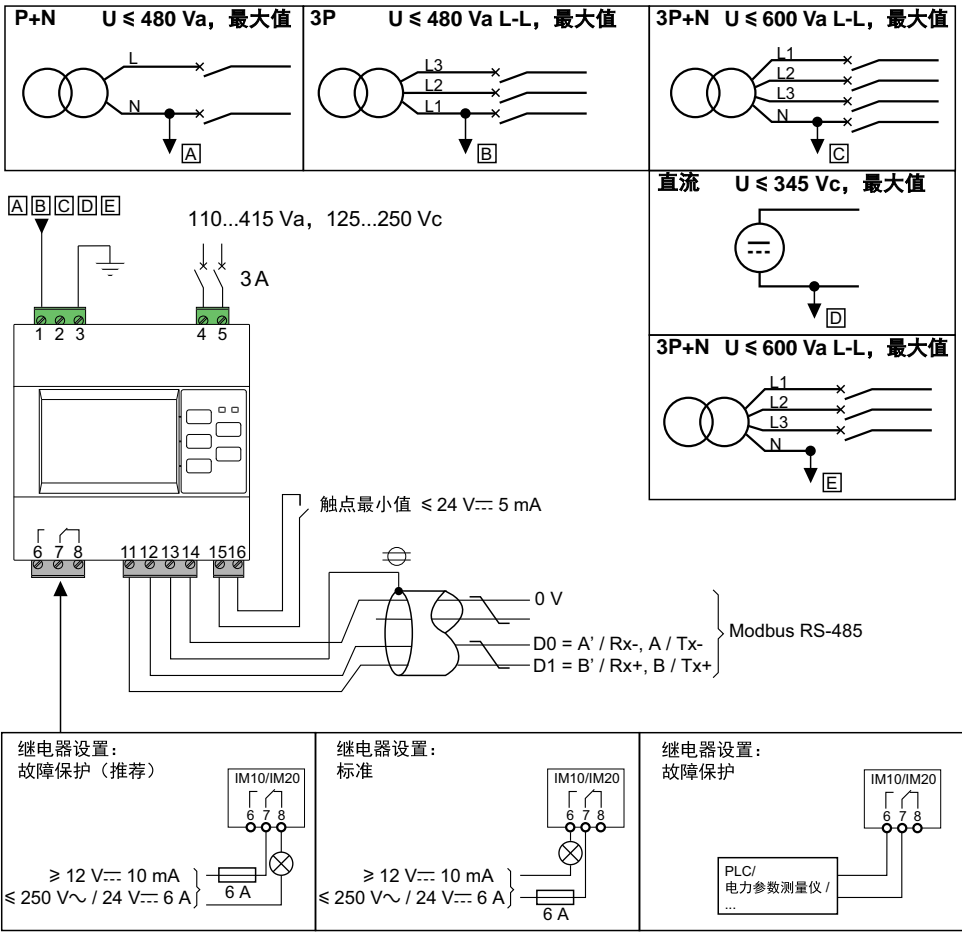 P+N U ≤ 480 Va，最大值
L
N
A
3P U ≤ 480 Va L-L，最大值
L3
L2
L1
B
3P+N U ≤ 600 Va L-L，最大值
L1
L2
L3
N
C
直流 U ≤ 345 Vc，最大值
D
3P+N U ≤ 600 Va L-L，最大值
L1
L2
L3
N
E
A B C D E
110...415 Va，125...250 Vc
3 A
1 2 3 4 5
触点最小值 ≤ 24 V⎓ 5 mA
6 7 8 11 12 13 14 15 16
0 V
D0 = A’ / Rx-, A / Tx-
D1 = B’ / Rx+, B / Tx+
Modbus RS-485
继电器设置：
故障保护（推荐）
IM10/IM20
6 7 8
≥ 12 V⎓ 10 mA
≤ 250 V∼ / 24 V⎓ 6 A
6 A
继电器设置：
标准
IM10/IM20
6 7 8
≥ 12 V⎓ 10 mA
≤ 250 V∼ / 24 V⎓ 6 A
6 A
继电器设置：
故障保护
IM10/IM20
6 7 8
PLC/
电力参数测量仪 /
...